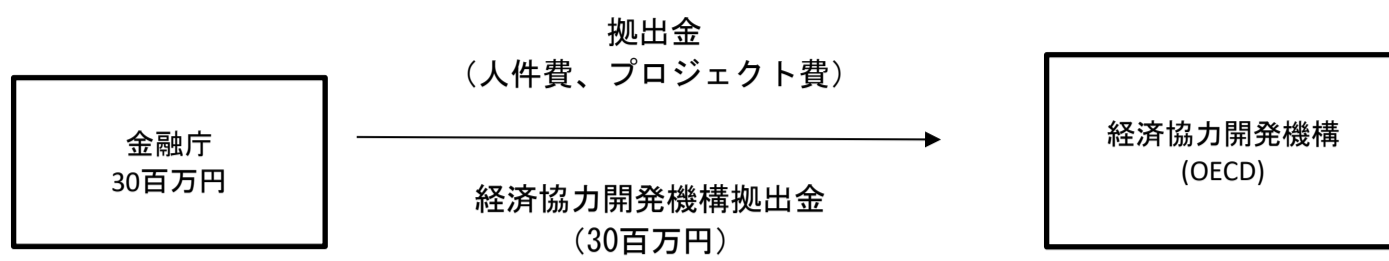 拠出金
（人件費、プロジェクト費）
金融庁
30百万円
経済協力開発機構拠出金
（30百万円）
経済協力開発機構
(OECD)